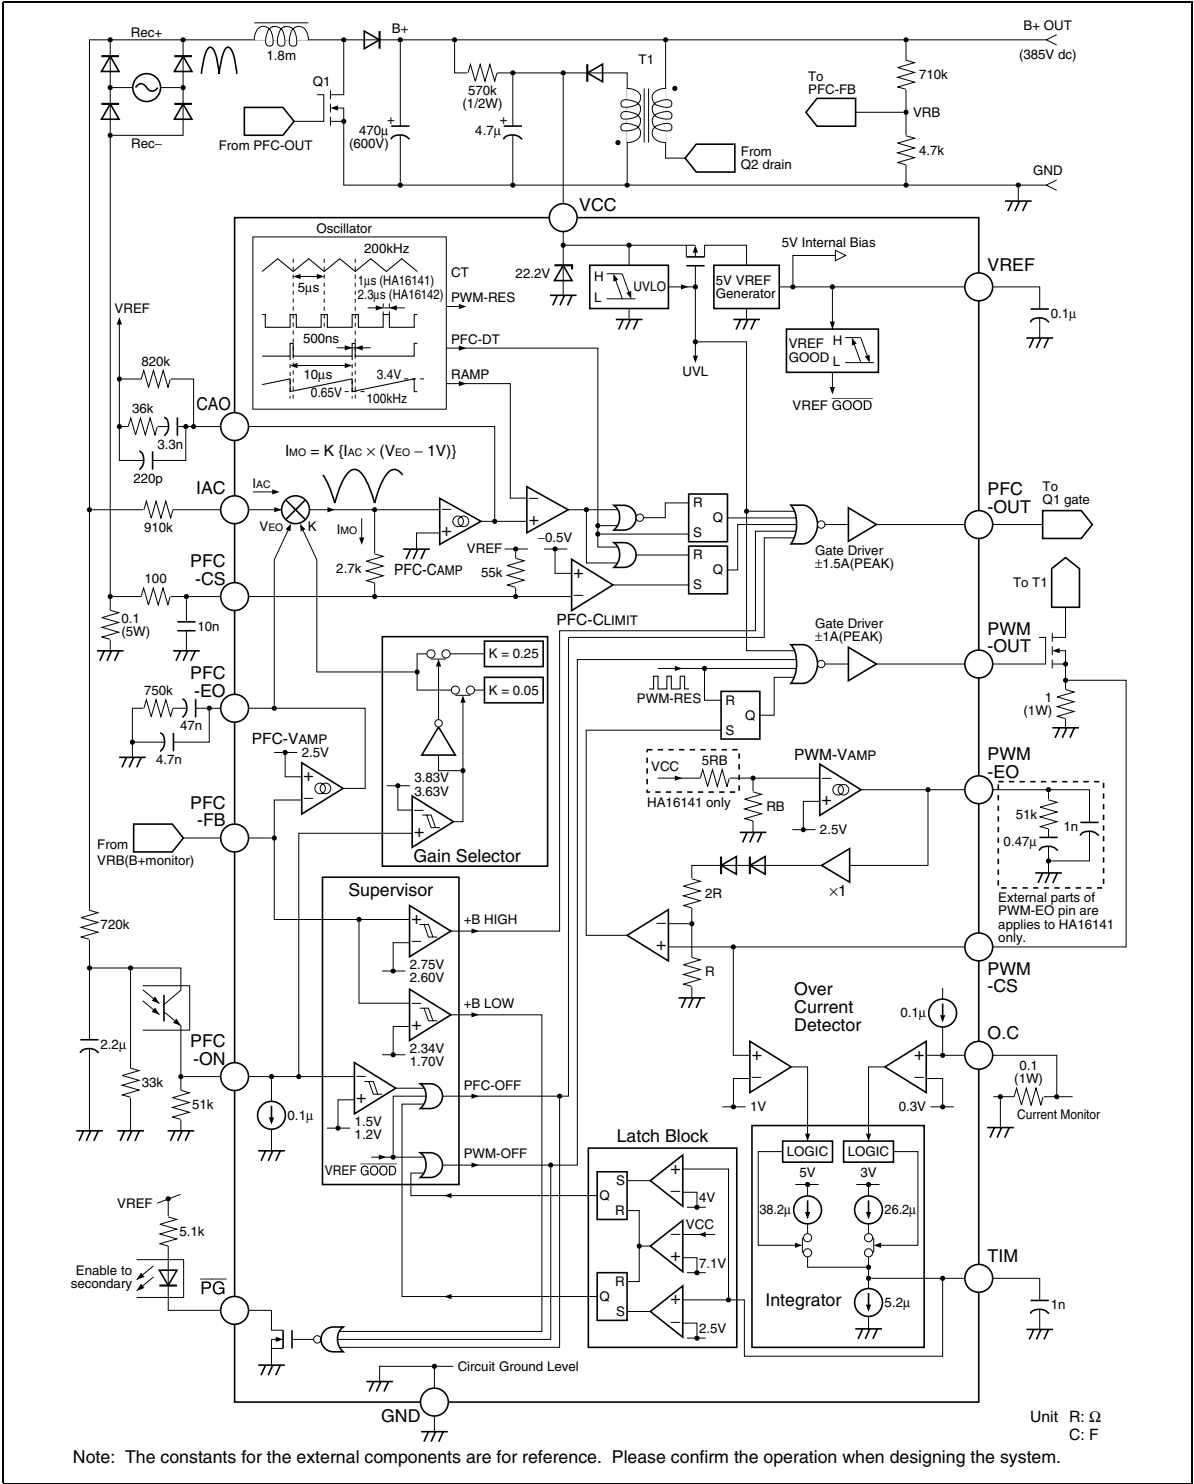 Rec+
B+
B+ OUT
(385V dc)
1.8m
T1
Q1
570k
(1/2W)
To
PFC-FB
710k
VRB
From PFC-OUT
470µ
(600V)
+
4.7µ
+
4.7k
Rec−
From
Q2 drain
GND
VCC
Oscillator
200kHz
5µs
1µs (HA16141)
2.3µs (HA16142)
CT
PWM-RES
500ns
PFC-DT
10µs
3.4V
RAMP
0.65V
100kHz
22.2V
H
L
UVLO
5V VREF
Generator
5V Internal Bias
VREF
0.1µ
VREF
GOOD
H
L
UVL
VREF GOOD
VREF
820k
36k
3.3n
220p
CAO
IMO = K {IAC × (VEO − 1V)}
IAC
910k
IAC
VEO
K
IMO
2.7k
−
+
PFC-CAMP
−
+
VREF
55k
−0.5V
+
−
PFC-CLIMIT
R
Q
S
R
Q
S
Gate Driver
±1.5A(PEAK)
PFC
-OUT
To
Q1 gate
PFC
-CS
100
0.1
(5W)
10n
To T1
Gate Driver
±1A(PEAK)
PWM
-OUT
1
(1W)
K = 0.25
K = 0.05
3.83V
3.63V
−
+
Gain Selector
PWM-RES
R
Q
S
PFC
-EO
750k
47n
4.7n
PFC-VAMP
2.5V
+
−
PFC
-FB
From
VRB(B+monitor)
VCC
5RB
HA16141 only
RB
PWM-VAMP
−
+
2.5V
PWM
-EO
51k
0.47µ
1n
External parts of
PWM-EO pin are
applies to HA16141
only.
×1
2R
−
+
R
PWM
-CS
Supervisor
+
−
+B HIGH
2.75V
2.60V
−
+
+B LOW
2.34V
1.70V
720k
2.2µ
33k
51k
PFC
-ON
0.1µ
−
+
1.5V
1.2V
PFC-OFF
PWM-OFF
VREF GOOD
Over
Current
Detector
+
−
1V
+
−
0.3V
0.1µ
O.C
0.1
(1W)
Current Monitor
Latch Block
S
Q
R
+
−
4V
−
VCC
+
7.1V
R
Q
S
+
−
2.5V
LOGIC
LOGIC
5V
3V
38.2µ
26.2µ
Integrator
5.2µ
TIM
1n
VREF
5.1k
Enable to
secondary
PG
Circuit Ground Level
GND
Unit R: Ω
C: F
Note: The constants for the external components are for reference. Please confirm the operation when designing the system.